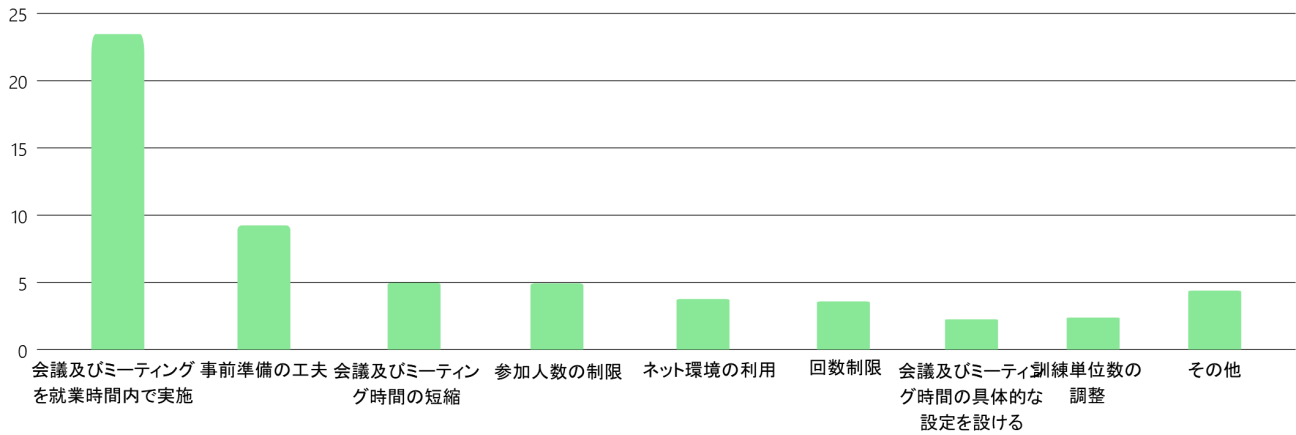 25
20
15
10
5
0
会議及びミーティング
を就業時間内で実施
事前準備の工夫
会議及びミーティン
グ時間の短縮
参加人数の制限
ネット環境の利用
回数制限
会議及びミーティン
グ時間の具体的な
設定を設ける
訓練単位数の
調整
その他